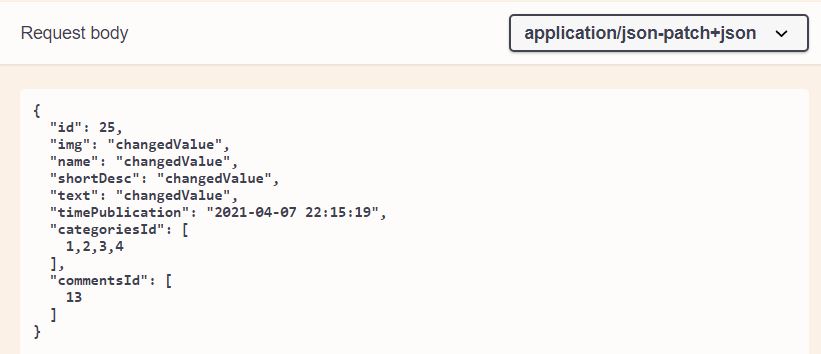 Request body
application/json-patch+json
{
  "id": 25,
  "img": "changedValue",
  "name": "changedValue",
  "shortDesc": "changedValue",
  "text": "changedValue",
  "timePublication": "2021-04-07 22:15:19",
  "categoriesId": [
    1,2,3,4
  ],
  "commentsId": [
    13
  ]
}